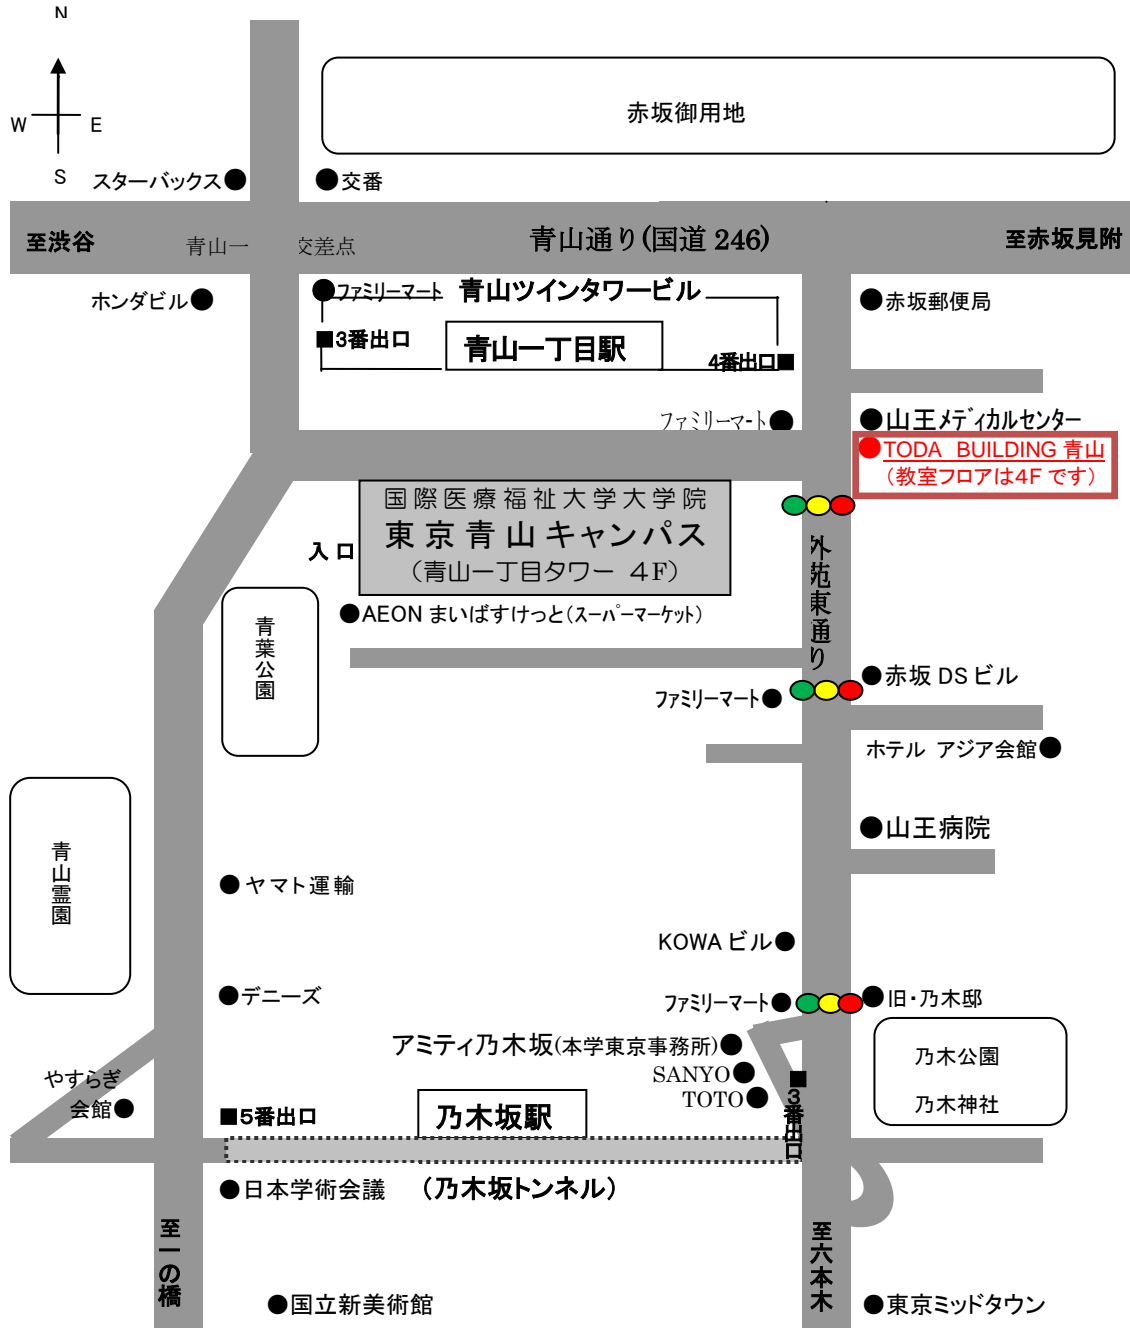 N
W
E
S
赤坂御用地
スターバックス
交番
至渋谷
青山一
交差点
青山通り(国道 246)
至赤坂見附
ホンダビル
ファミリーマート
青山ツインタワービル
赤坂郵便局
■3番出口
青山一丁目駅
4番出口■
ファミリーマート
山王メディカルセンター
TODA BUILDING 青山
(教室フロアは4F です)
国際医療福祉大学大学院
東京青山キャンパス
(青山一丁目タワー 4F)
入口
外苑東通り
AEON まいばすけっと(スーパーマーケット)
青葉公園
赤坂 DS ビル
ファミリーマート
ホテル アジア会館
青山霊園
山王病院
ヤマト運輸
KOWA ビル
デニーズ
ファミリーマート
旧・乃木邸
アミティ乃木坂(本学東京事務所)
SANYO
TOTO
乃木公園
乃木神社
やすらぎ
会館
■5番出口
乃木坂駅
■3番出口
日本学術会議
(乃木坂トンネル)
至一の橋
至六本木
国立新美術館
東京ミッドタウン